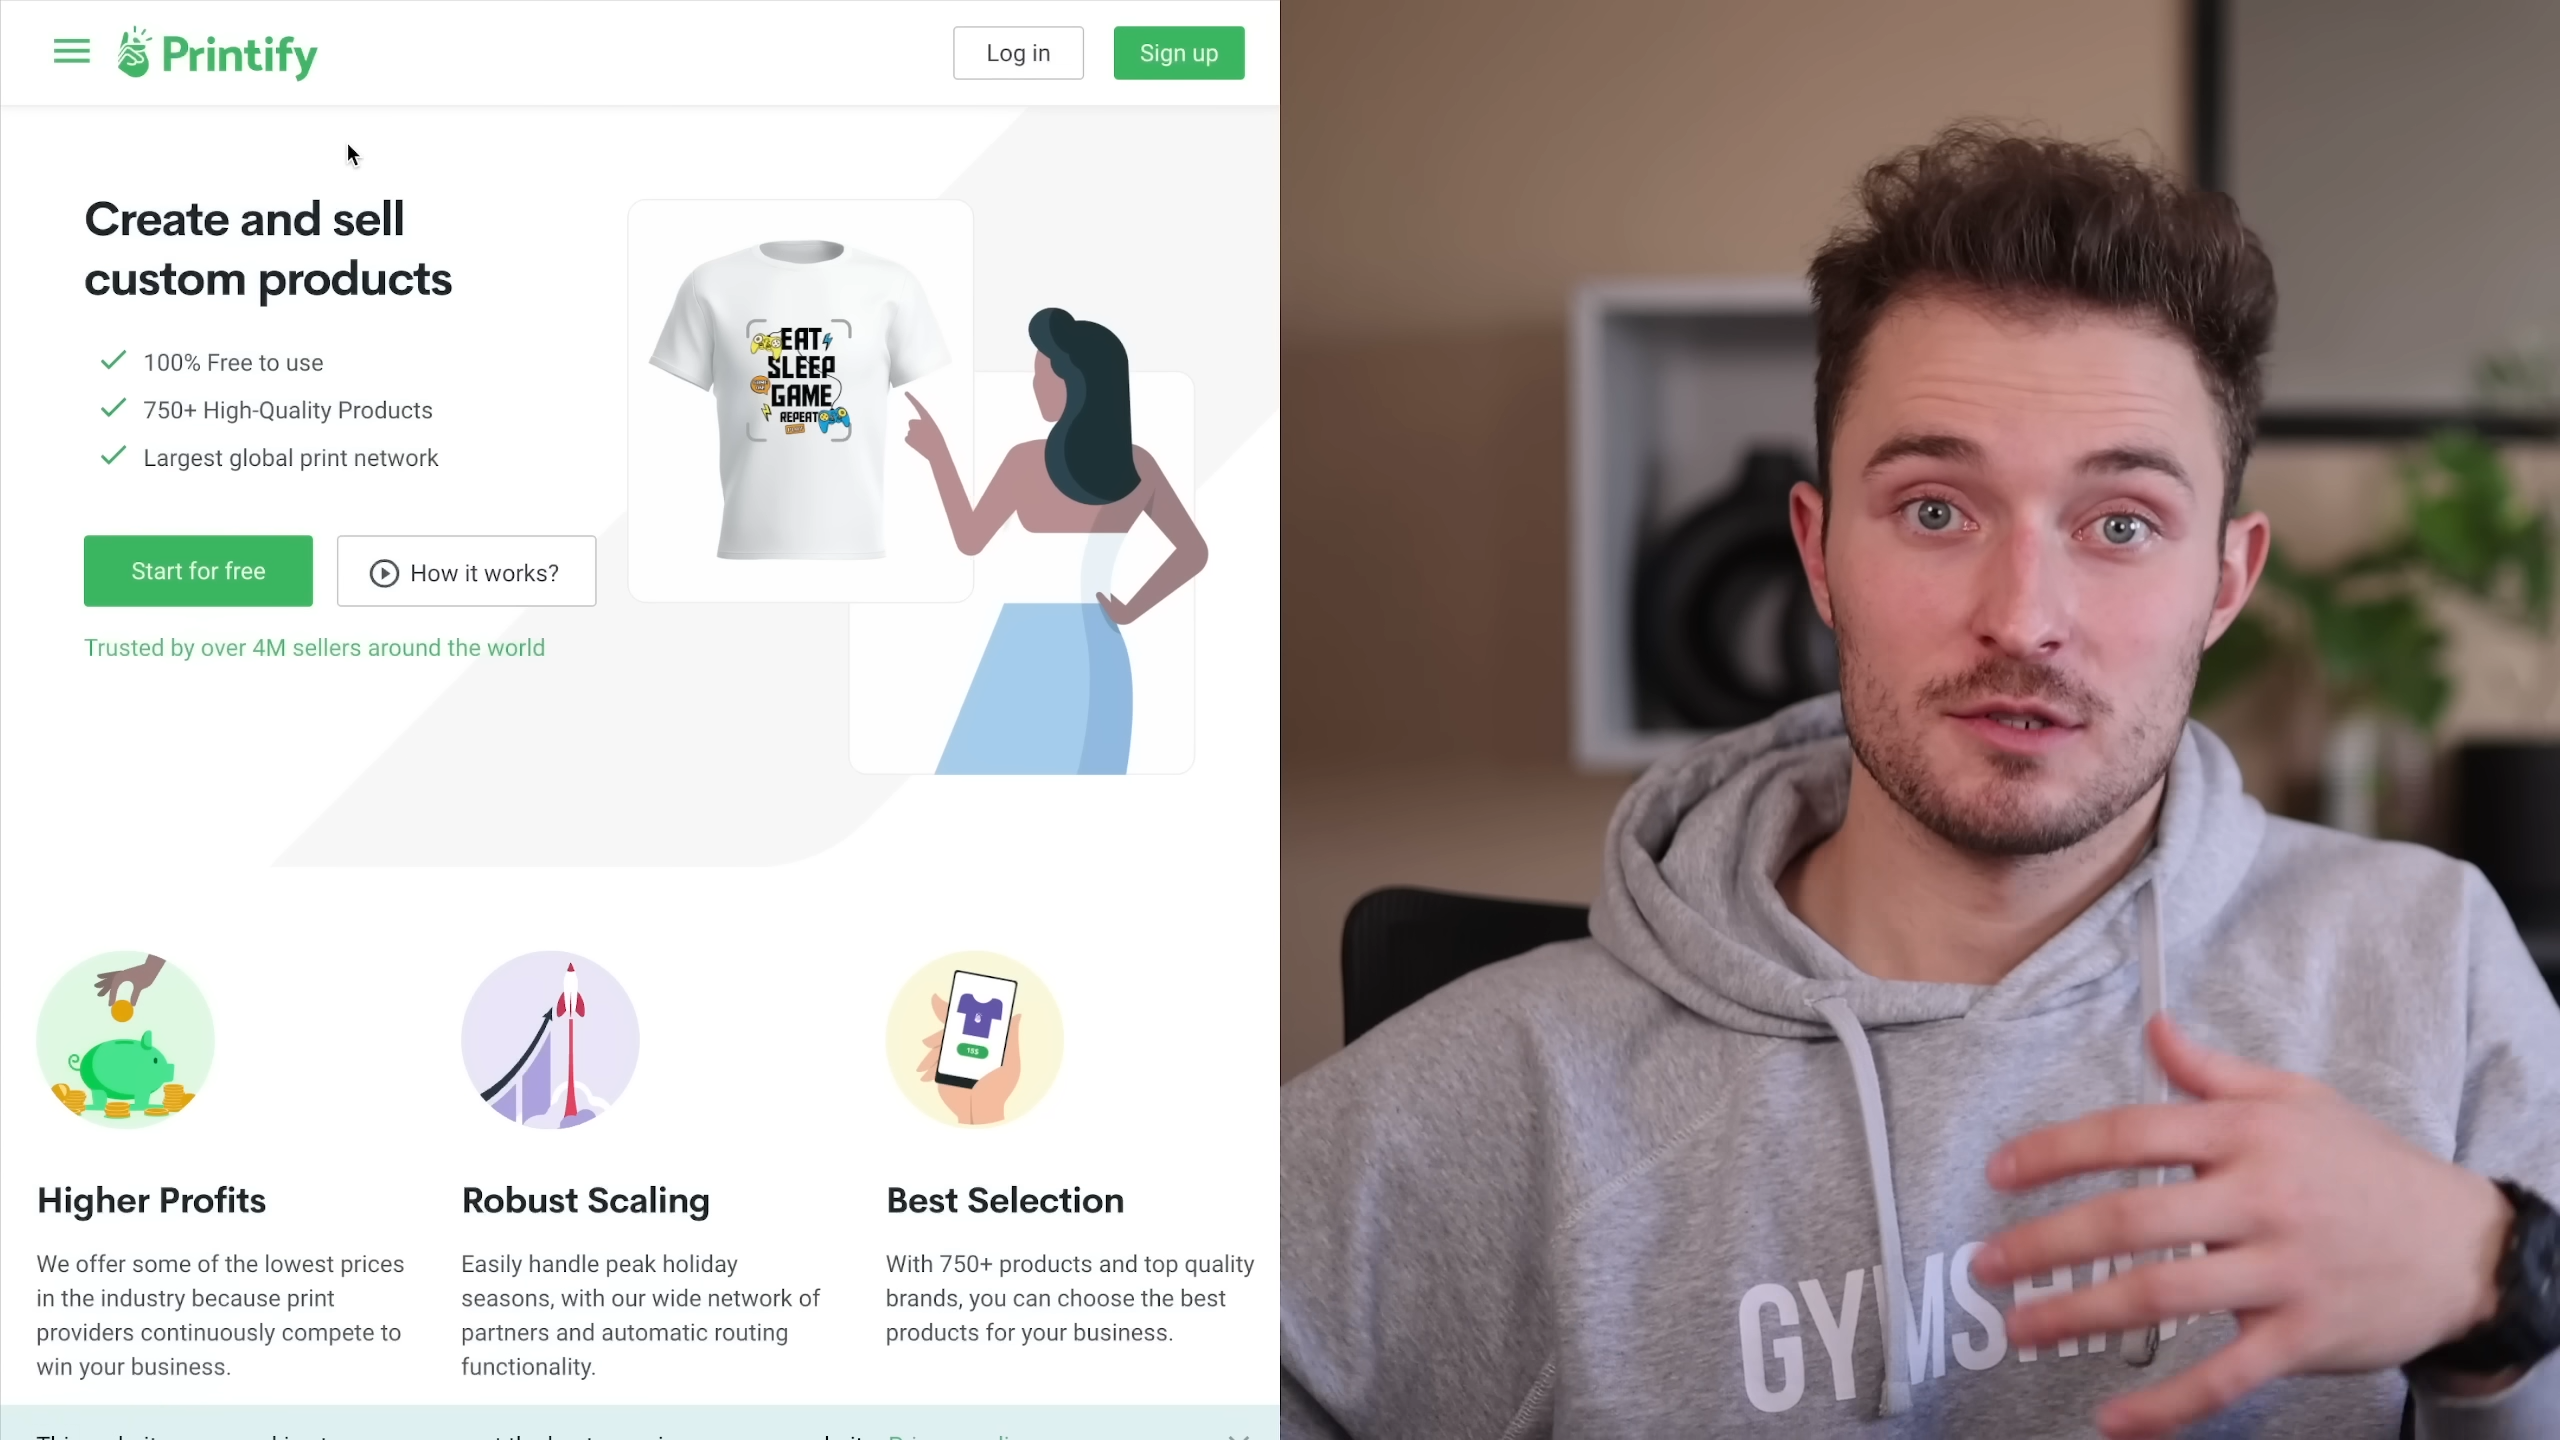 Printify
Log in
Sign up
Create and sell
custom products
100% Free to use
750+ High-Quality Products
Largest global print network
EAT
SLEEP
GAME
REPEAT
Start for free
How it works?
Trusted by over 4M sellers around the world
15$
Higher Profits
We offer some of the lowest prices
in the industry because print
providers continuously compete to
win your business.
Robust Scaling
Easily handle peak holiday
seasons, with our wide network of
partners and automatic routing
functionality.
Best Selection
With 750+ products and top quality
brands, you can choose the best
products for your business.